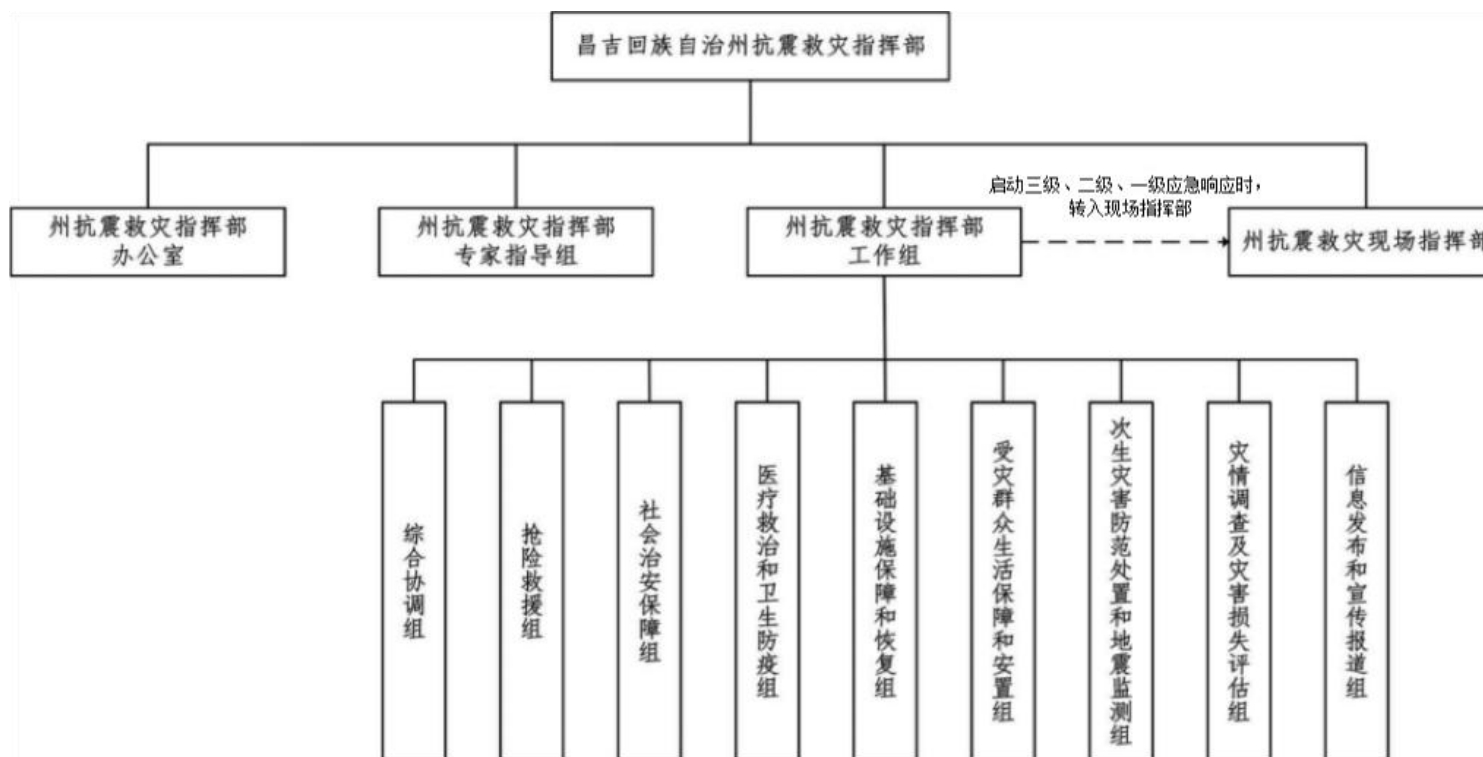 昌吉回族自治州抗震救灾指挥部
启动三级、二级、一级应急响应时，
转入现场指挥部
州抗震救灾指挥部
办公室
州抗震救灾指挥部
专家指导组
州抗震救灾指挥部
工作组
州抗震救灾现场指挥部
综合协调组
抢险救援组
社会治安保障组
医疗救治和卫生防疫组
基础设施保障和恢复组
受灾群众生活保障和安置组
次生灾害防范处置和地震监测组
灾情调查及灾害损失评估组
信息发布和宣传报道组